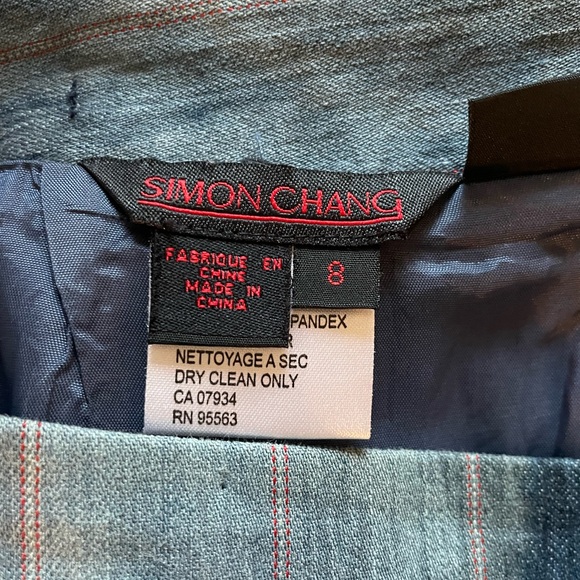 SIMON CHANG
FABRIQUE EN
CHINE
MADE IN
CHINA
8
PANDEX
R
NETTOYAGE A SEC
DRY CLEAN ONLY
CA 07934
RN 95563